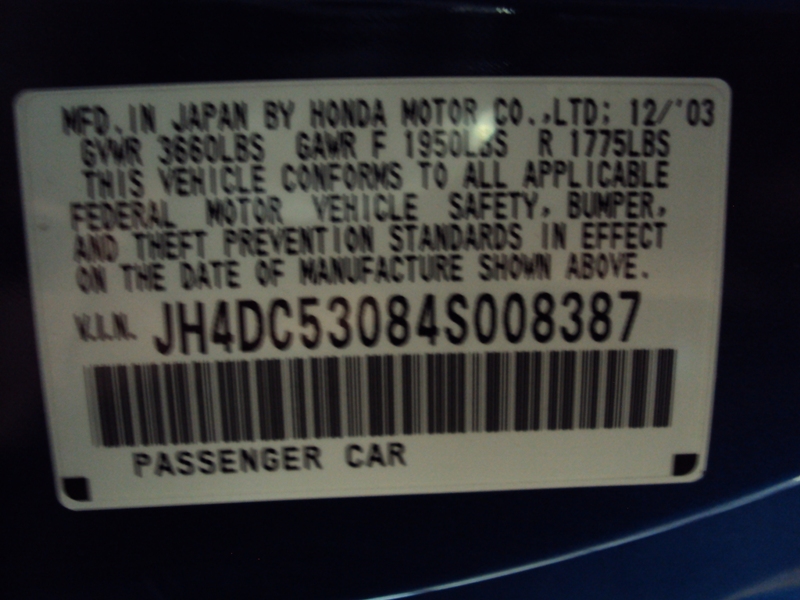 MFD. IN JAPAN BY HONDA MOTOR CO., LTD; 12/'03
GVWR 3660LBS GAWR F 1950LBS R 1775LBS
THIS VEHICLE CONFORMS TO ALL APPLICABLE
FEDERAL MOTOR VEHICLE SAFETY, BUMPER,
AND THEFT PREVENTION STANDARDS IN EFFECT
ON THE DATE OF MANUFACTURE SHOWN ABOVE.
V.I.N. JH4DC53084S008387
PASSENGER CAR